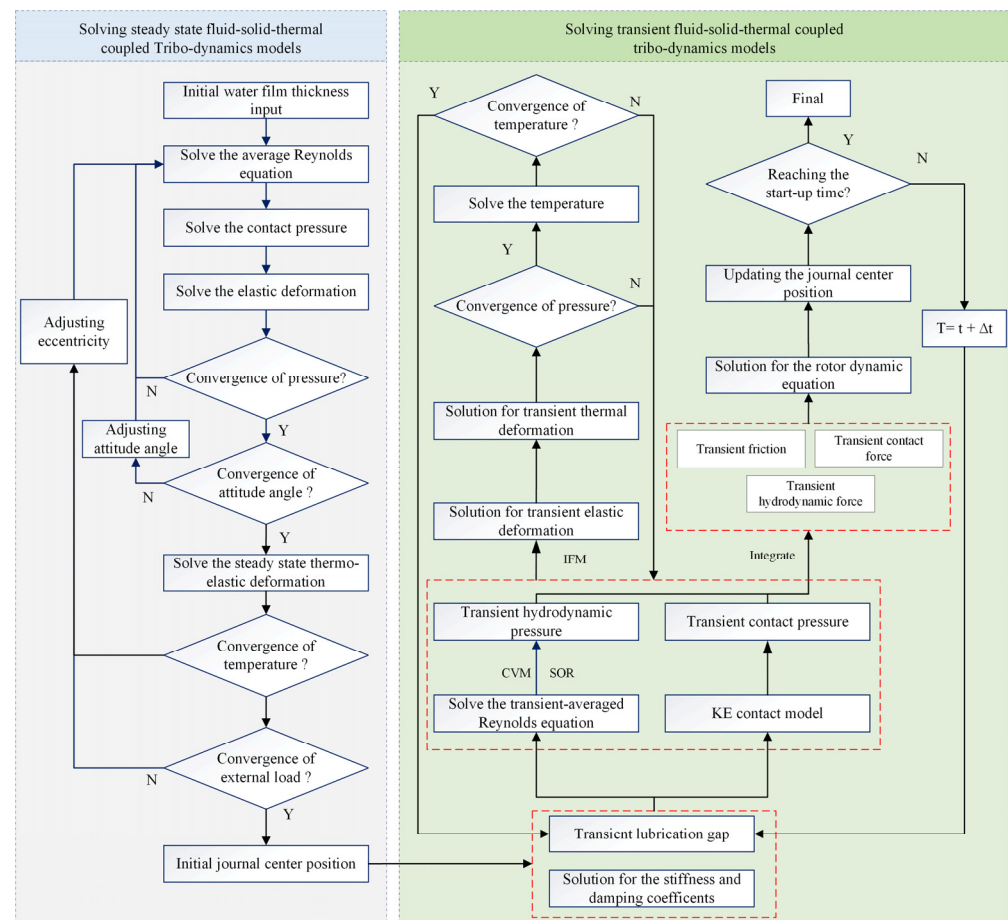 Solving steady state fluid-solid-thermal
coupled Tribo-dynamics models
Initial water film thickness
input
Solve the average Reynolds
equation
Solve the contact pressure
Solve the elastic deformation
Adjusting
eccentricity
Convergence of pressure?
N
Y
Adjusting
attitude angle
Convergence of
attitude angle ?
N
Y
Solve the steady state thermo-
elastic deformation
Convergence of
temperature ?
Convergence of
external load ?
N
Y
Initial journal center position
Solving transient fluid-solid-thermal coupled
tribo-dynamics models
Y
Convergence of
temperature ?
N
Solve the temperature
Y
Convergence of pressure?
N
Solution for transient thermal
deformation
Solution for transient elastic
deformation
IFM
Transient hydrodynamic
pressure
CVM
SOR
Solve the transient-averaged
Reynolds equation
Transient contact pressure
KE contact model
Final
Y
Reaching the
start-up time?
N
Updating the journal center
position
T= t + Δt
Solution for the rotor dynamic
equation
Transient friction
Transient contact
force
Transient
hydrodynamic force
Integrate
Transient lubrication gap
Solution for the stiffness and
damping coefficents